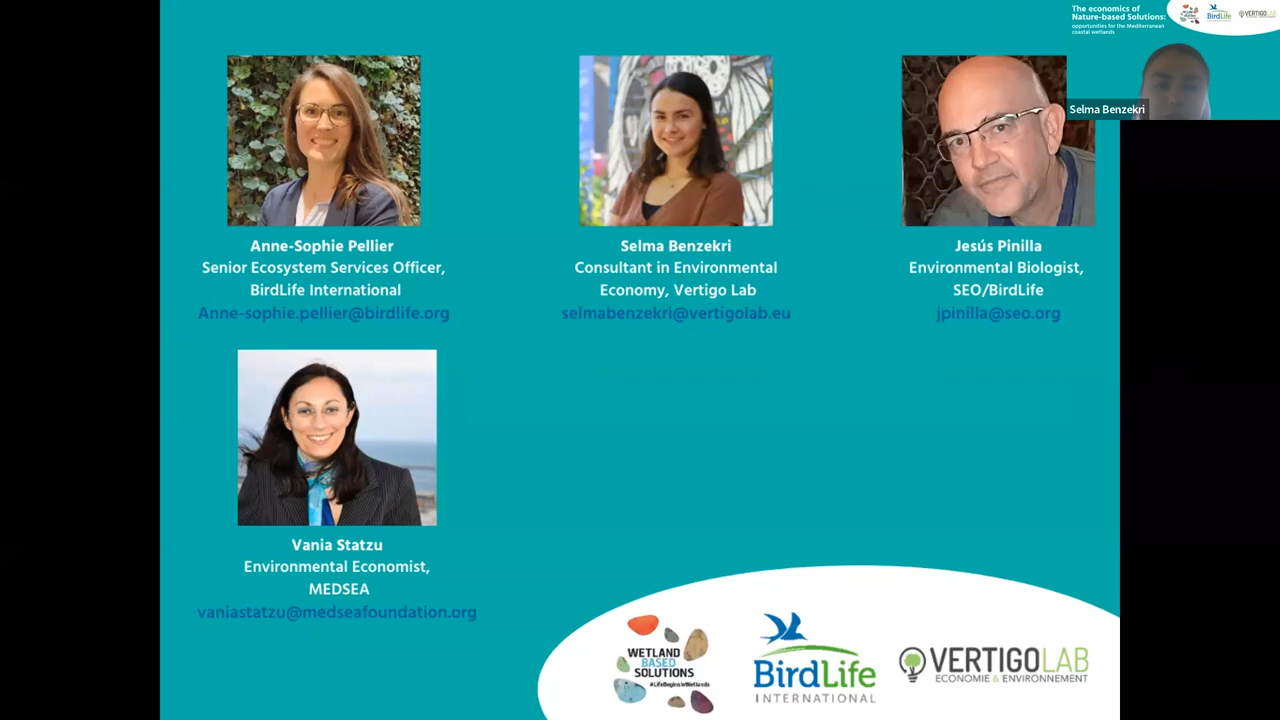 The economics of
Nature-based Solutions:
opportunities for the Mediterranean
coastal wetlands
BirdLife
INTERNATIONAL
VERTIGOLAB
Selma Benzekri
Anne-Sophie Pellier
Senior Ecosystem Services Officer,
BirdLife International
Anne-sophie.pellier@birdlife.org
Selma Benzekri
Consultant in Environmental
Economy, Vertigo Lab
selmabenzekri@vertigolab.eu
Jesús Pinilla
Environmental Biologist,
SEO/BirdLife
jpinilla@seo.org
Vania Statzu
Environmental Economist,
MEDSEA
vaniastatzu@medseafoundation.org
WETLAND
BASED
SOLUTIONS
#LifeBeginsInWetlands
BirdLife
INTERNATIONAL
VERTIGOLAB
ECONOMIE & ENVIRONNEMENT